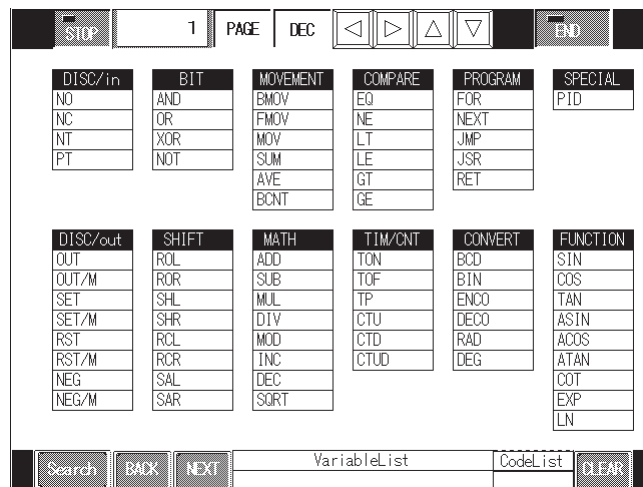 STOP 1 PAGE DEC END
DISC/in BIT MOVEMENT COMPARE PROGRAM SPECIAL
NO AND BMOV EQ FOR PID
NC OR FMOV NE NEXT
NT XOR MOV LT JMP
PT NOT SUM LE JSR
AVE GT RET
BCNT GE
DISC/out SHIFT MATH TIM/CNT CONVERT FUNCTION
OUT ROL ADD TON BCD SIN
OUT/M ROR SUB TOF BIN COS
SET SHL MUL TP ENCO TAN
SET/M SHR DIV CTU DECO ASIN
RST RCL MOD CTD RAD ACOS
RST/M RCR INC CTUD DEG ATAN
NEG SAL DEC COT
NEG/M SAR SQRT EXP
LN
Search BACK NEXT VariableList CodeList CLEAR